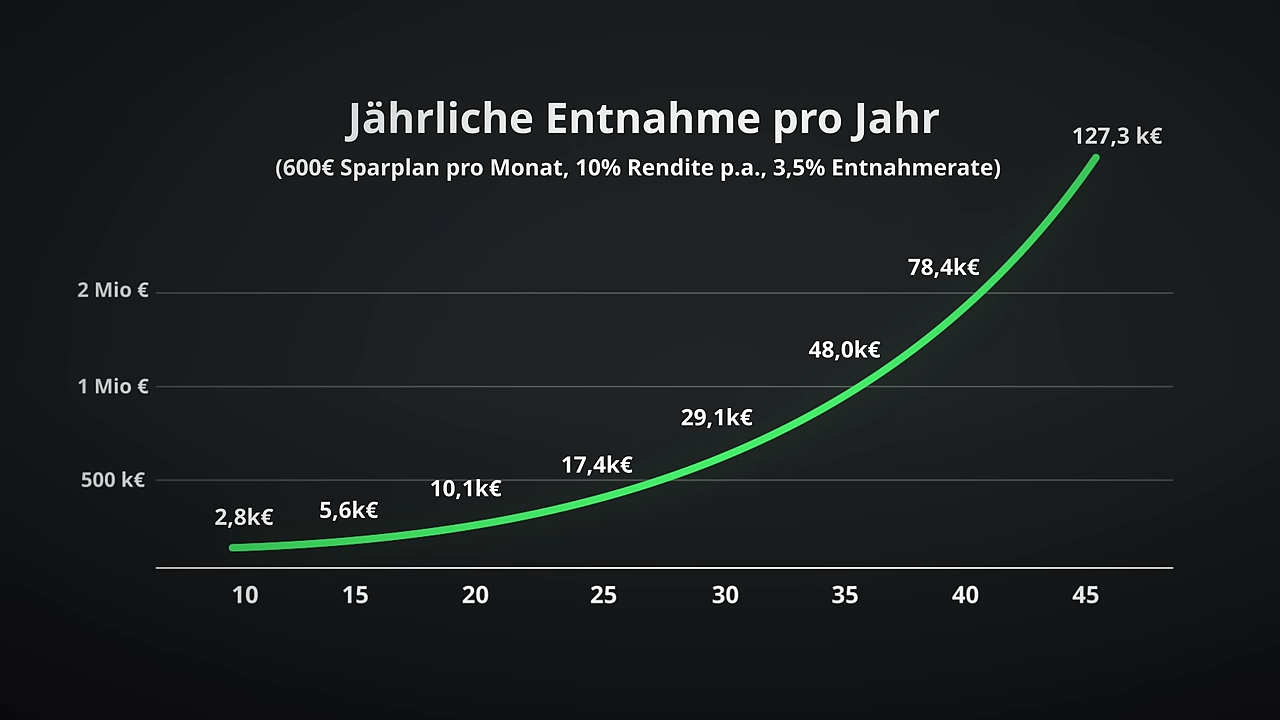 Jährliche Entnahme pro Jahr
(600€ Sparplan pro Monat, 10% Rendite p.a., 3,5% Entnahmerate)
127,3 k€
78,4k€
2 Mio €
48,0k€
1 Mio €
29,1k€
17,4k€
500 k€
10,1k€
5,6k€
2,8k€
10 15 20 25 30 35 40 45